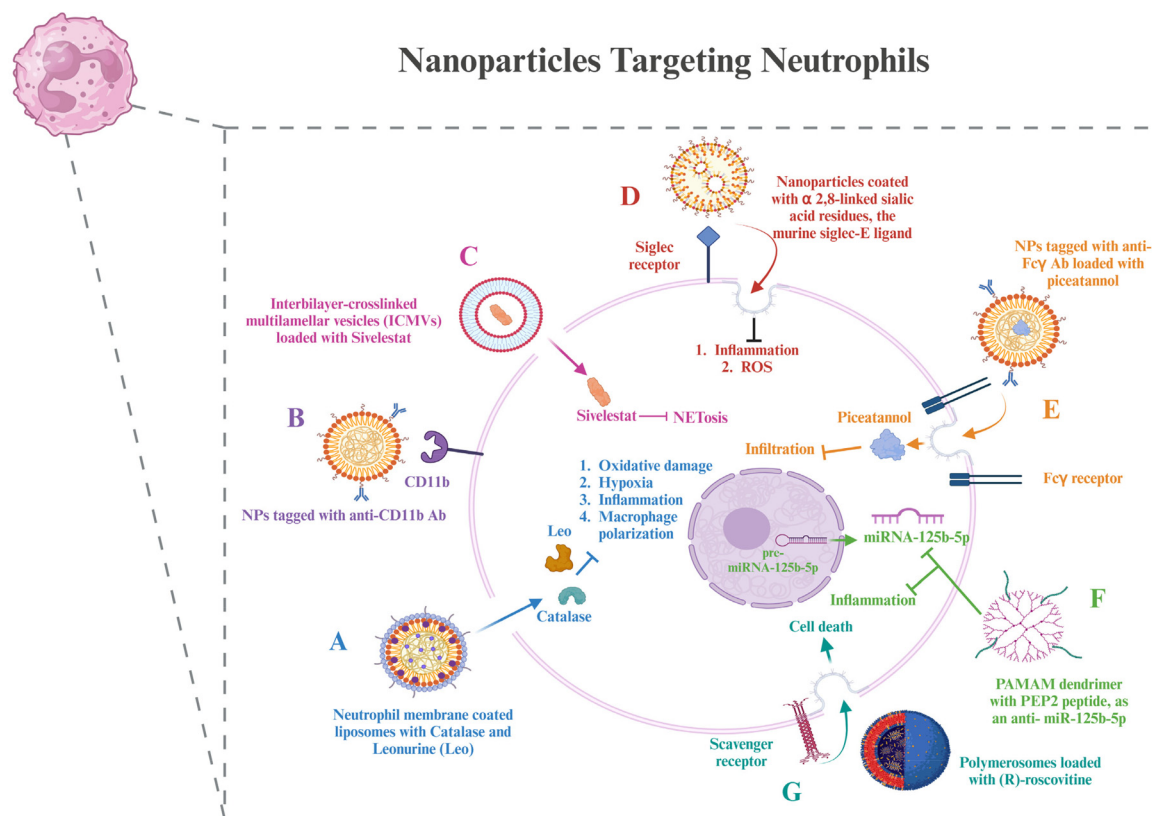 Nanoparticles Targeting Neutrophils
D
Nanoparticles coated
with α 2,8-linked sialic
acid residues, the
murine siglec-E ligand
Siglec
receptor
1. Inflammation
2. ROS
C
Interbilayer-crosslinked
multilamellar vesicles (ICMVs)
loaded with Sivelestat
Sivelestat
NETosis
NPs tagged with anti-
Fcγ Ab loaded with
piceatannol
E
Piceatannol
Infiltration
Fcγ receptor
B
CD11b
NPs tagged with anti-CD11b Ab
1. Oxidative damage
2. Hypoxia
3. Inflammation
4. Macrophage
polarization
Leo
Catalase
A
Neutrophil membrane coated
liposomes with Catalase and
Leonurine (Leo)
prc-
miRNA-125b-5p
miRNA-125b-5p
Inflammation
F
PAMAM dendrimer
with PEP2 peptide, as
an anti- miR-125b-5p
Cell death
Scavenger
receptor
G
Polymerosomes loaded
with (R)-roscovitine